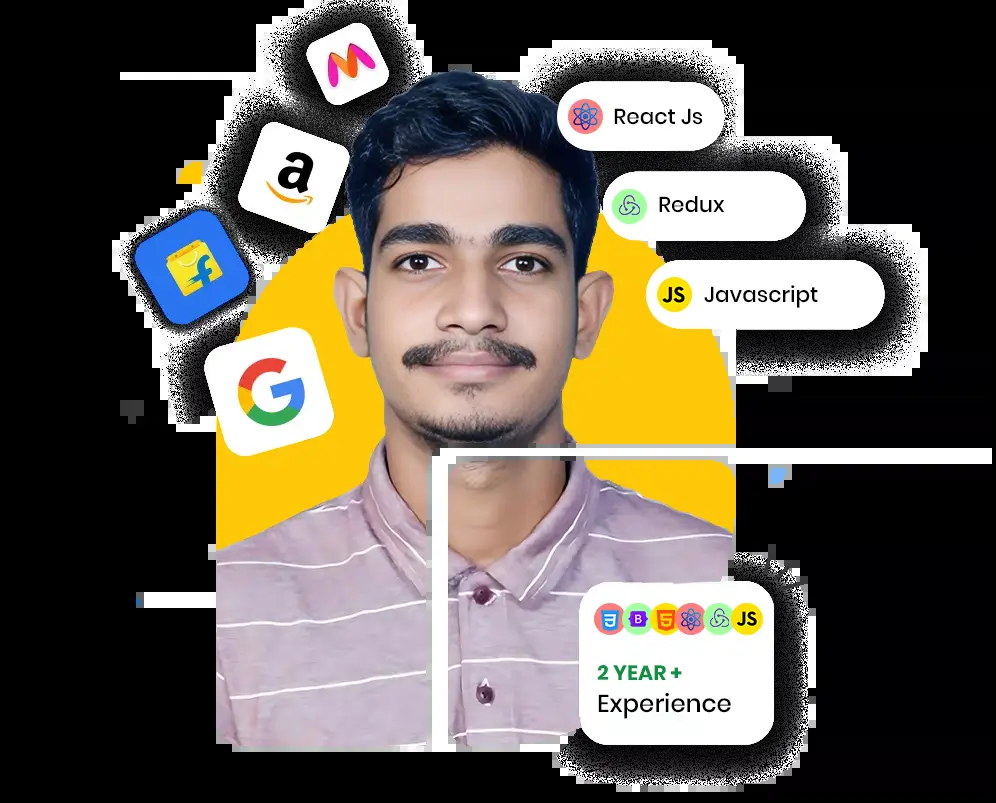 React Js
a
Redux
JS Javascript
B JS
2 YEAR +
Experience